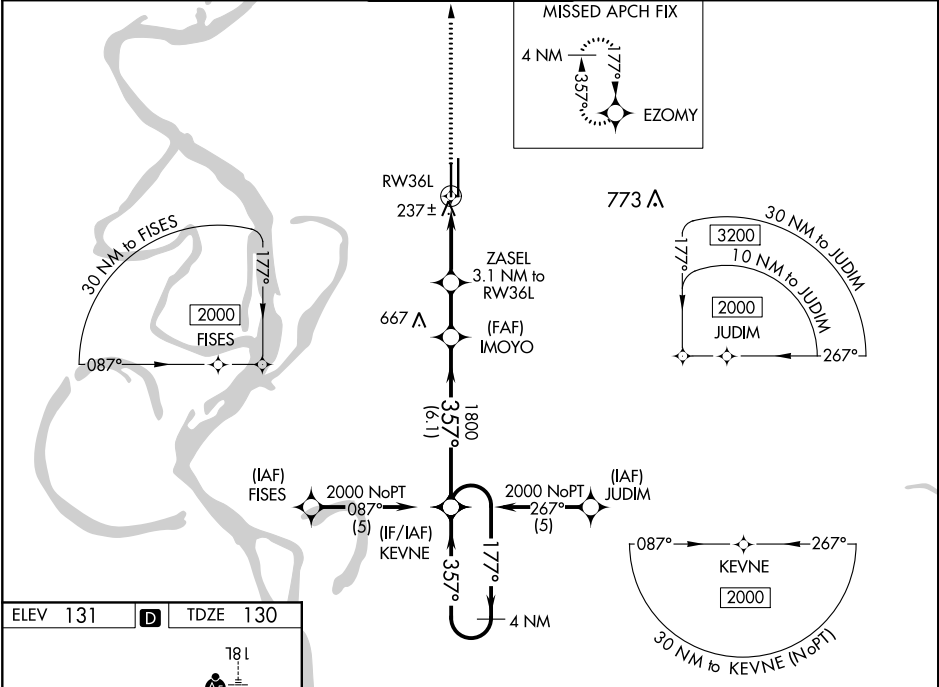 MISSED APCH FIX
4 NM
177°
357°
EZOMY
RW36L
237±
773
30 NM to FISES
177°
2000
FISES
087°
ZASEL
3.1 NM to
RW36L
667
(FAF)
IMOYO
30 NM to JUDIM
3200
10 NM to JUDIM
177°
2000
JUDIM
267°
1800
357°
(6.1)
(IAF)
FISES
2000 NoPT
087°
(5)
(IF/IAF)
KEVNE
2000 NoPT
267°
(5)
(IAF)
JUDIM
177°
357°
4 NM
087°
267°
KEVNE
2000
30 NM to KEVNE (NoPT)
ELEV 131
D
TDZE 130
18L